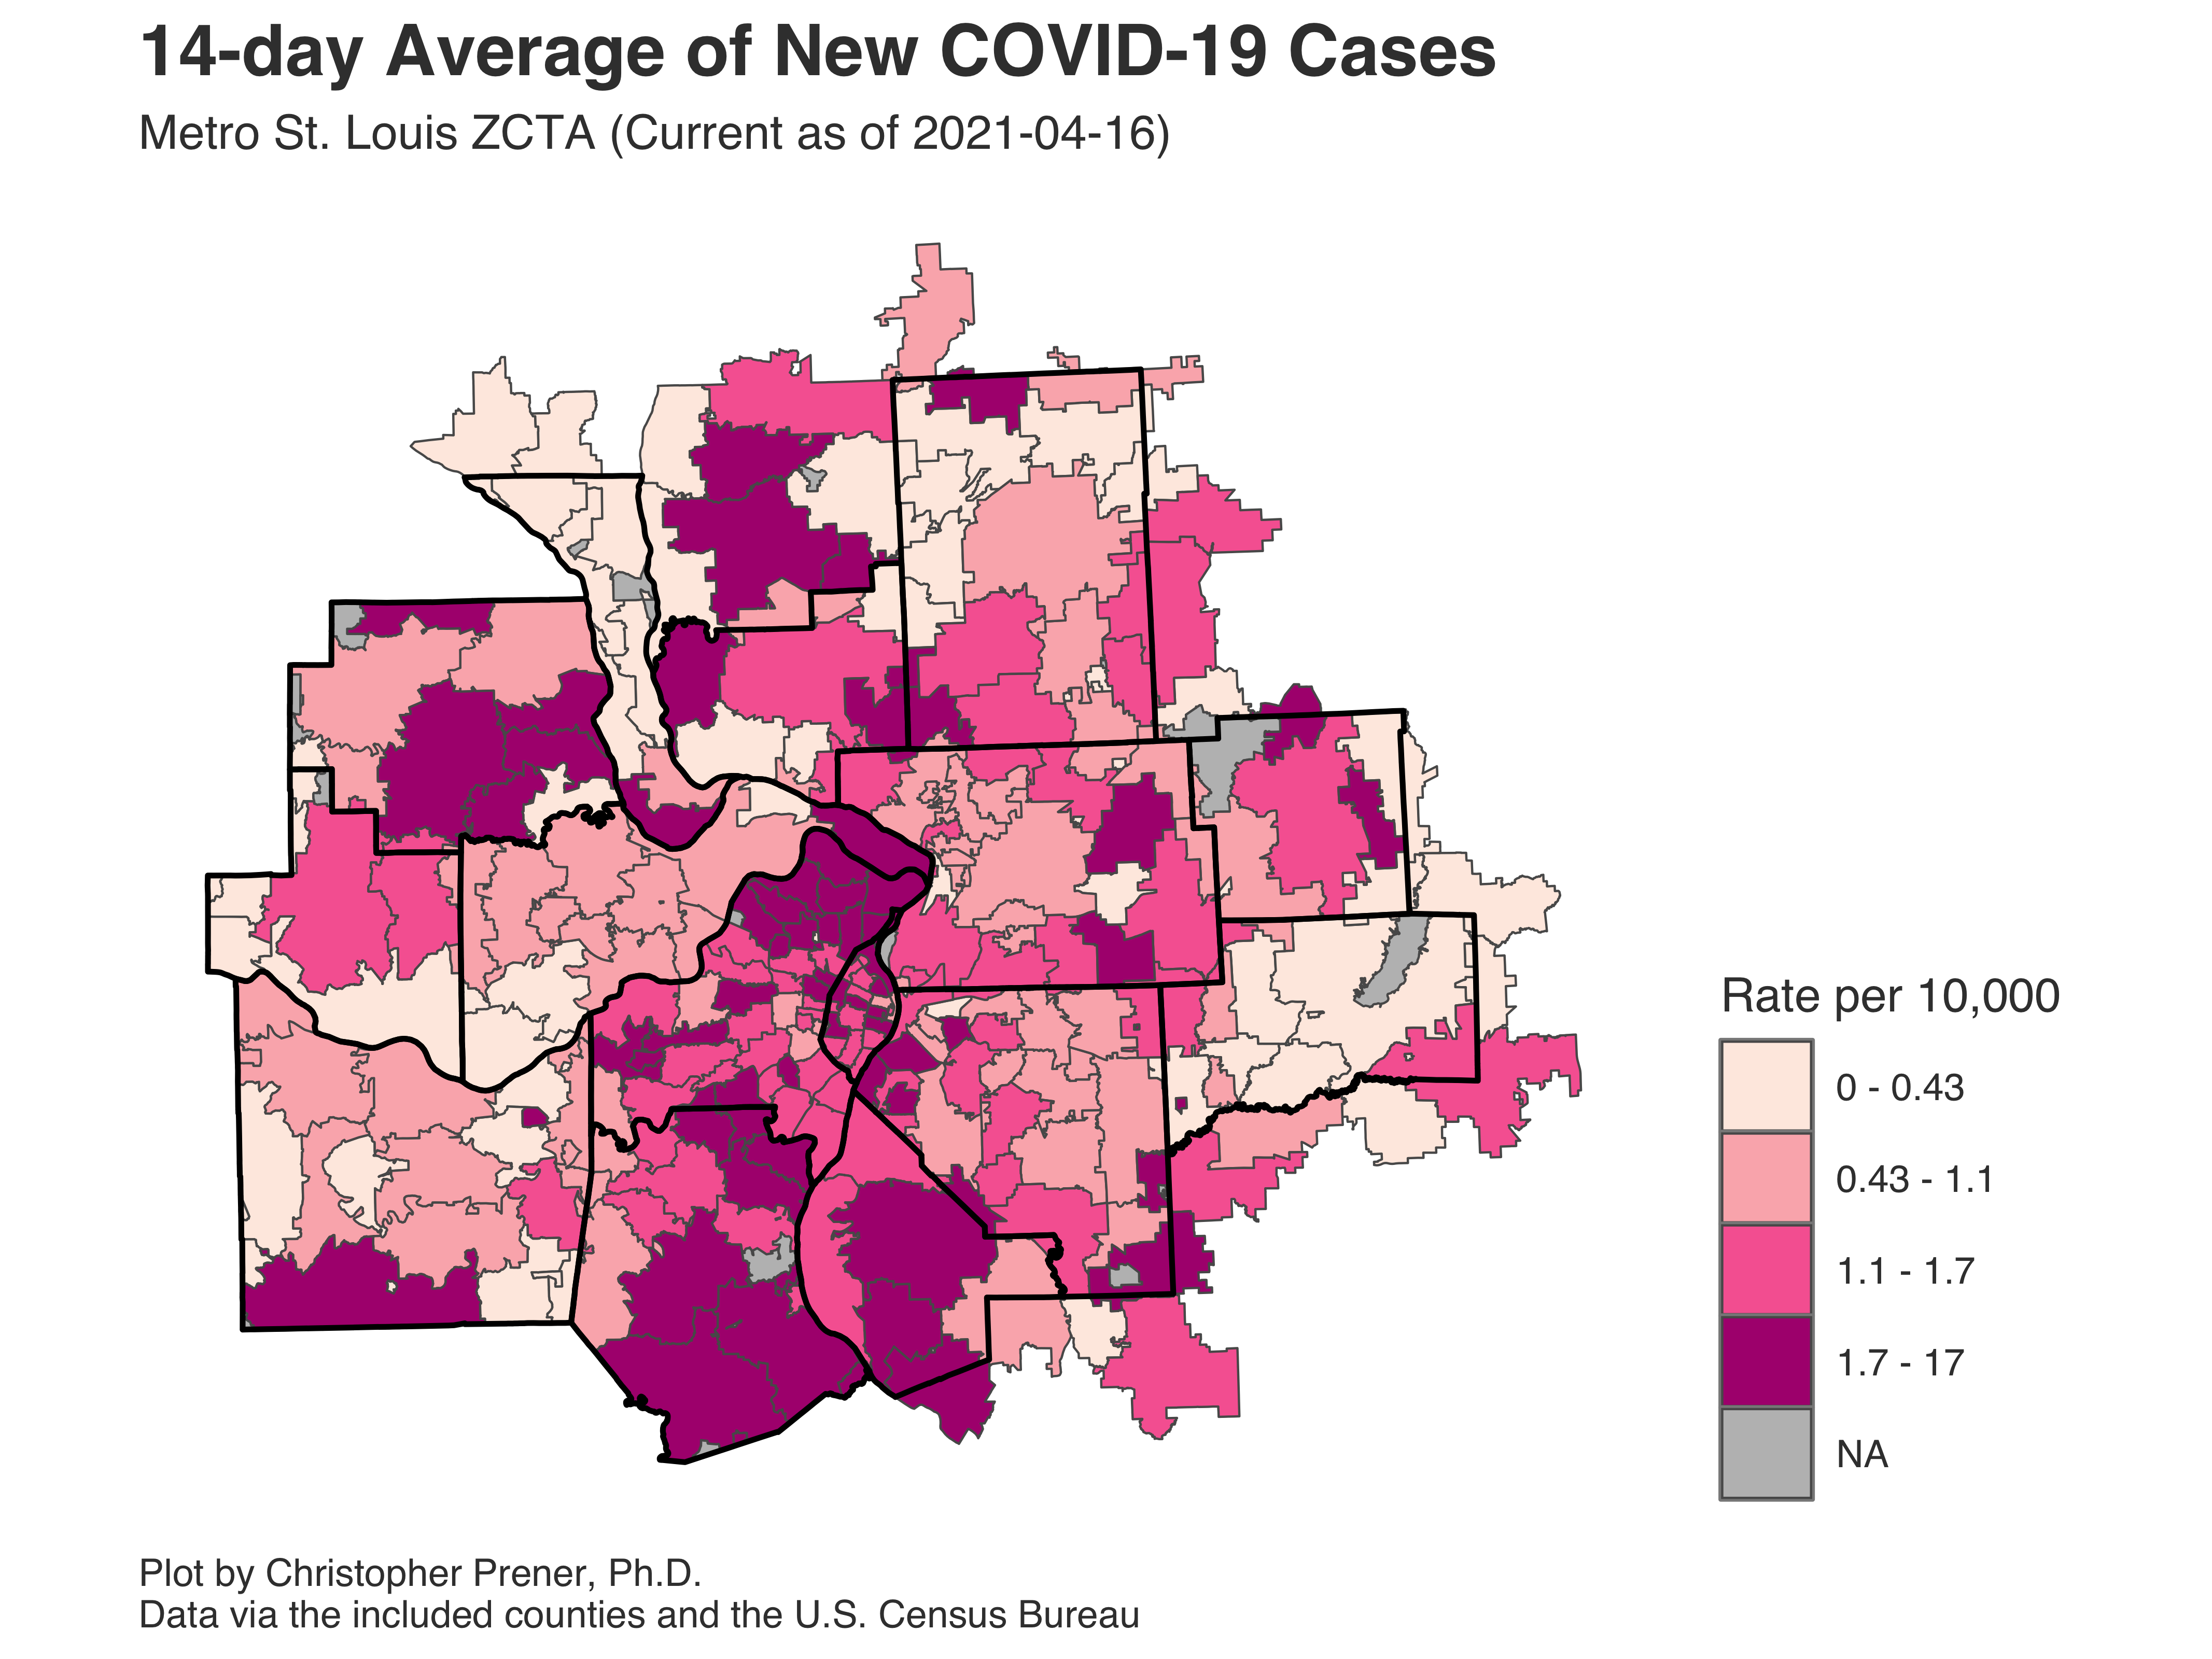 14-day Average of New COVID-19 Cases
Metro St. Louis ZCTA (Current as of 2021-04-16)
Rate per 10,000
0 - 0.43
0.43 - 1.1
1.1 - 1.7
1.7 - 17
NA
Plot by Christopher Prener, Ph.D.
Data via the included counties and the U.S. Census Bureau